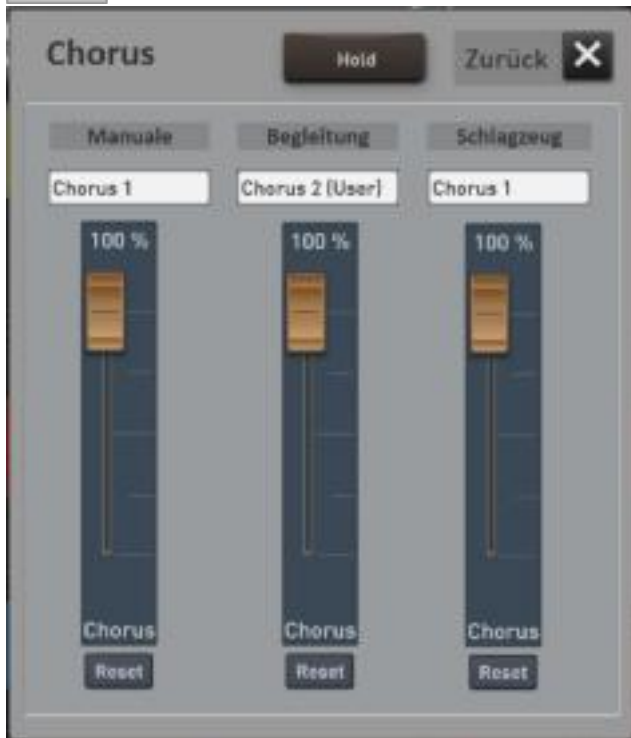 Chorus Hold Zurück
Manuale Begleitung Schlagzeug
Chorus 1 Chorus 2 (User) Chorus 1
100 % 100 % 100 %
Chorus Chorus Chorus
Reset Reset Reset